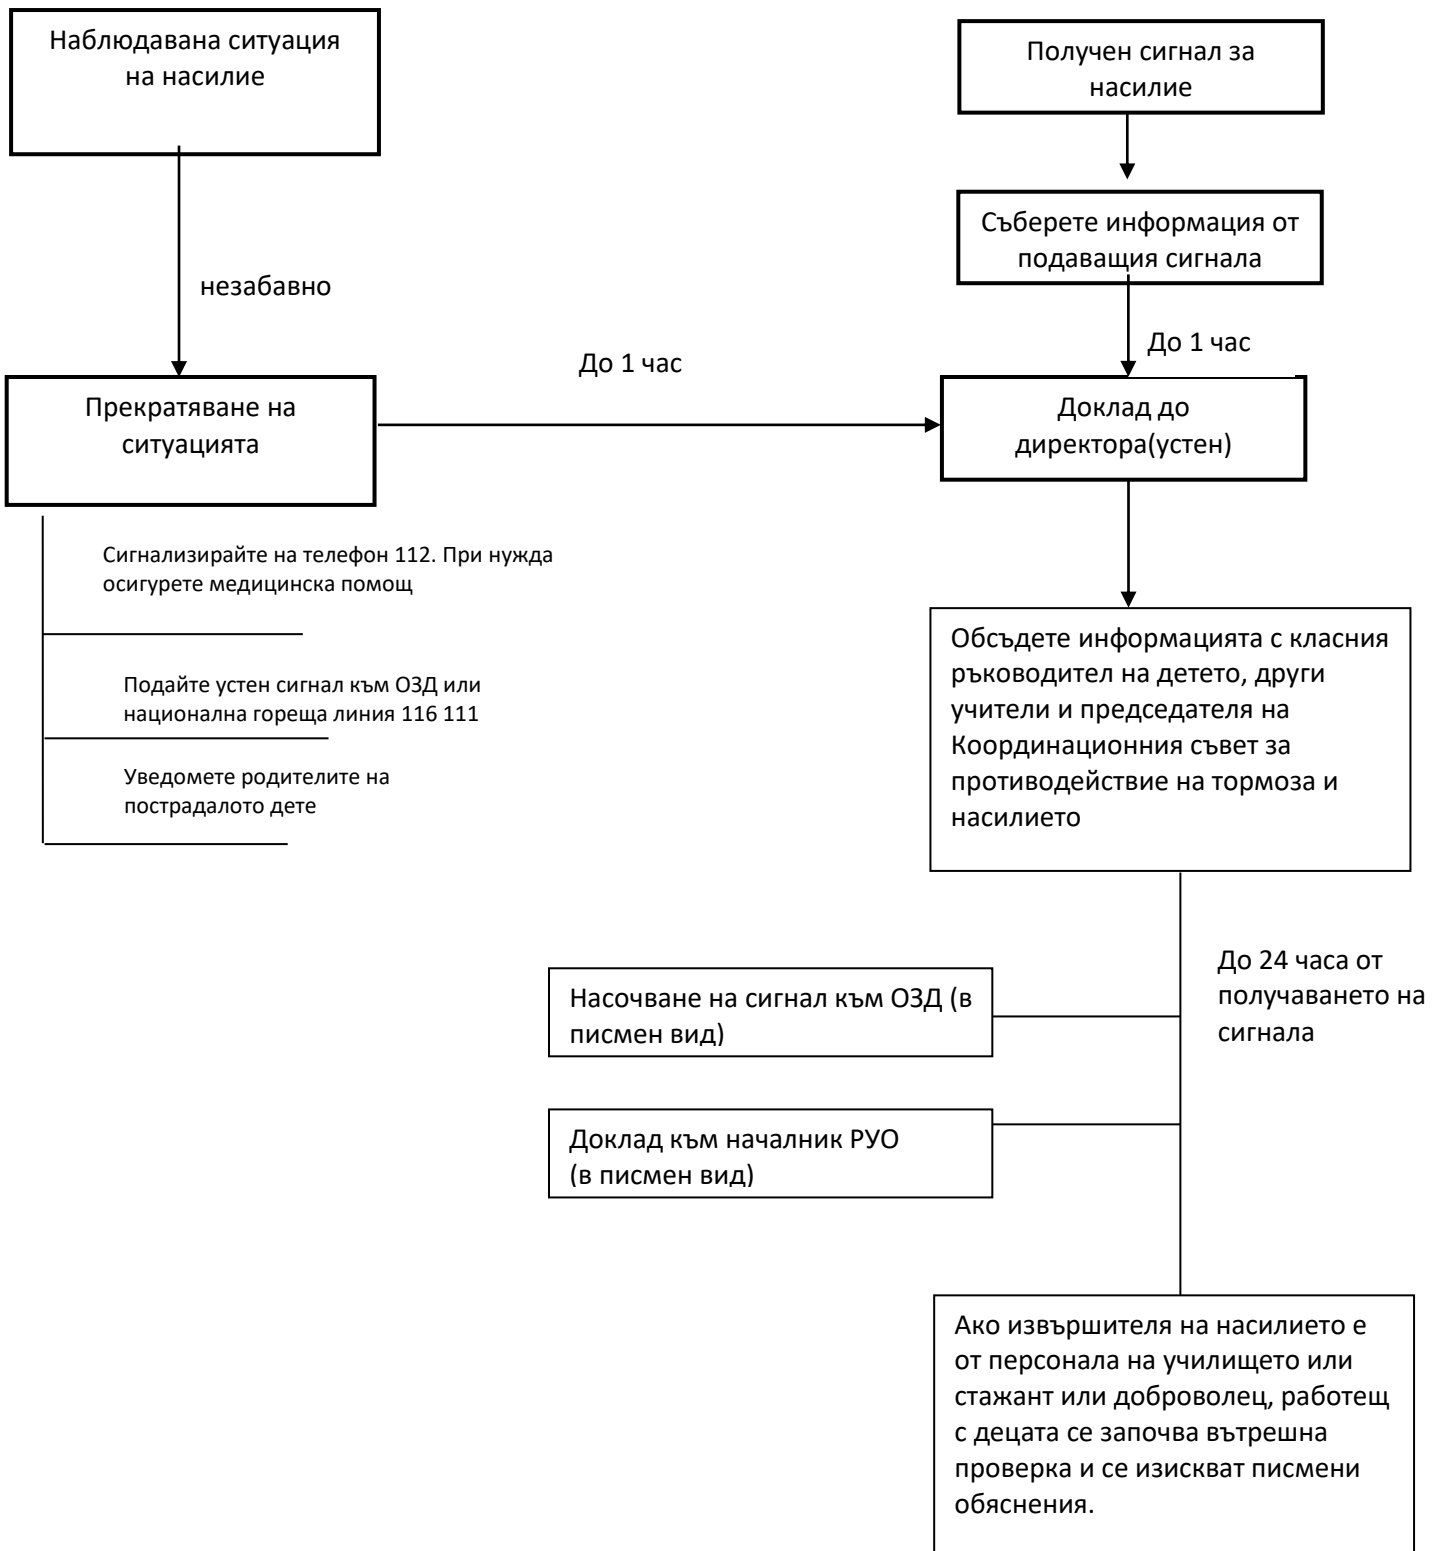 Наблюдавана ситуация
на насилие
Получен сигнал за
насилие
Съберете информация от
подаващия сигнала
незабавно
До 1 час
До 1 час
Прекратяване на
ситуацията
Доклад до
директора(устен)
Сигнализирайте на телефон 112. При нужда
осигурете медицинска помощ
Подайте устен сигнал към ОЗД или
национална гореща линия 116 111
Уведомете родителите на
пострадалото дете
Обсъдете информацията с класния
ръководител на детето, други
учители и председателя на
Координационния съвет за
противодействие на тормоза и
насилието
До 24 часа от
получаването на
сигнала
Насочване на сигнал към ОЗД (в
писмен вид)
Доклад към началник РУО
(в писмен вид)
Ако извършителя на насилието е
от персонала на училището или
стажант или доброволец, работещ
с децата се започва вътрешна
проверка и се изискват писмени
обяснения.